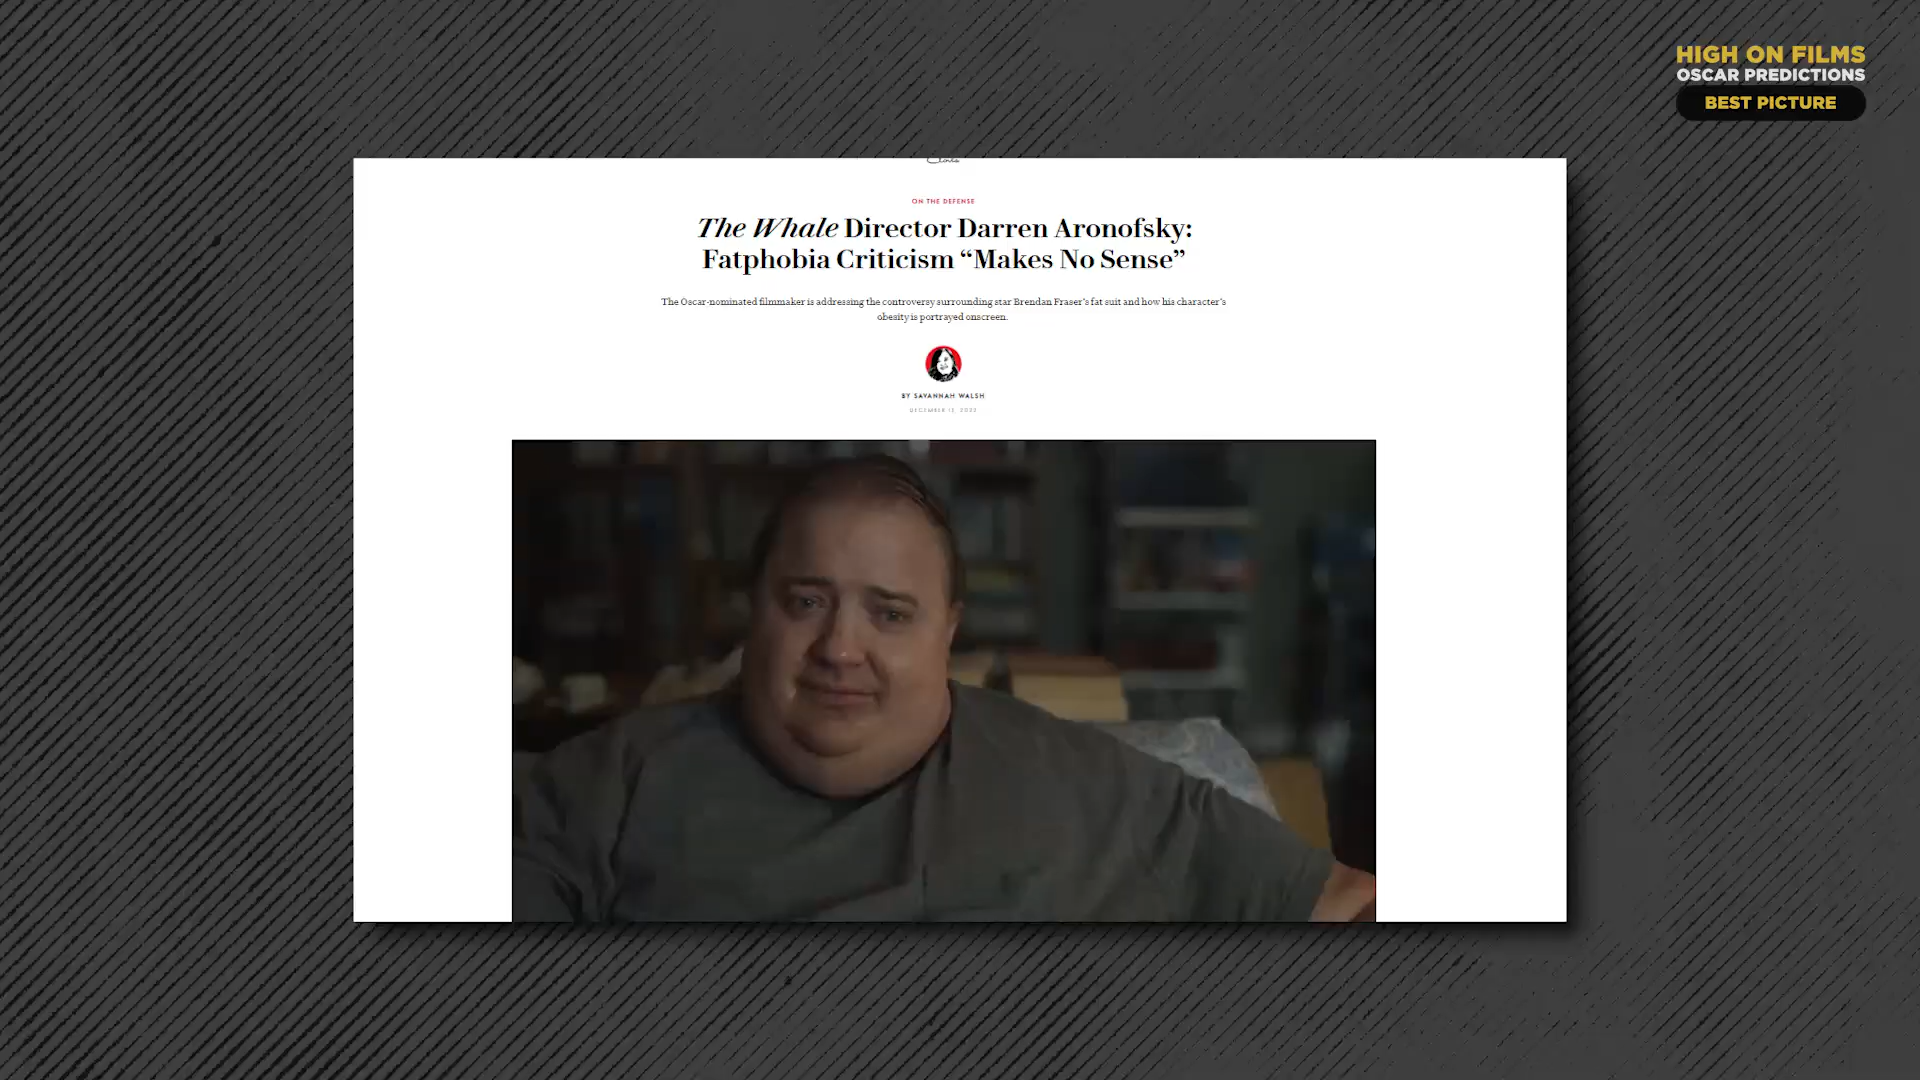 HIGH ON FILMS
OSCAR PREDICTIONS
BEST PICTURE
ON THE DEFENSE
The Whale Director Darren Aronofsky:
Fatphobia Criticism “Makes No Sense”
The Oscar-nominated filmmaker is addressing the controversy surrounding star Brendan Fraser’s fat suit and how his character’s
obesity is portrayed onscreen.
BY SAVANNAH WALSH
DECEMBER 2022